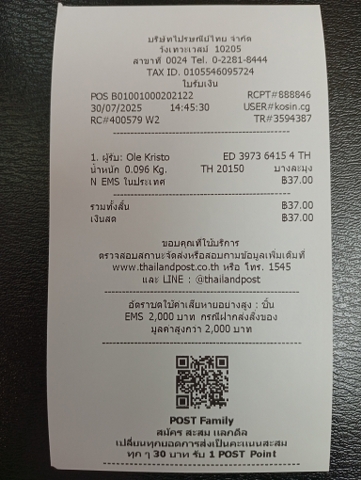 บริษัทไปรษณีย์ไทย จำกัด
วังเทวะเวสม์ 10205
สาขาที่ 0024 Tel. 0-2281-8444
TAX ID. 0105546095724
ใบรับเงิน
POS B01001000202122 RCPT#888846
30/07/2025 14:45:30 USER#kosin.cg
RC#400579 W2 TR#3594387
1. ผู้รับ: Ole Kristo ED 3973 6415 4 TH
น้ำหนัก 0.096 Kg. TH 20150 บางละมุง
N EMS ในประเทศ ฿37.00
รวมทั้งสิ้น ฿37.00
เงินสด ฿37.00
ขอบคุณที่ใช้บริการ
ตรวจสอบสถานะจัดส่งหรือสอบถามข้อมูลเพิ่มเติมที่
www.thailandpost.co.th หรือ โทร. 1545
และ LINE : @thailandpost
อัตราชดใช้ค่าเสียหายอย่างสูง : ชิ้น
EMS 2,000 บาท กรณีฝากส่งสิ่งของ
มูลค่าสูงกว่า 2,000 บาท
POST Family
สมัคร สะสม แลกดีล
เปลี่ยนทุกยอดการส่งเป็นคะแนนสะสม
ทุก ๆ 30 บาท รับ 1 POST Point